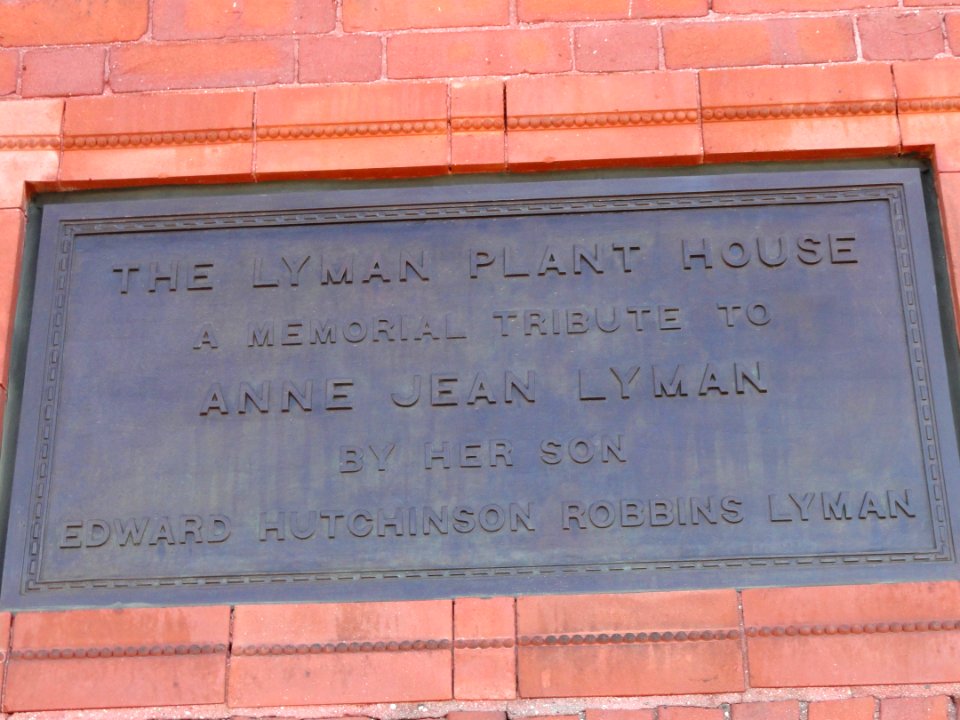 THE LYMAN PLANT HOUSE
A MEMORIAL TRIBUTE TO
ANNE JEAN LYMAN
BY HER SON
EDWARD HUTCHINSON ROBBINS LYMAN